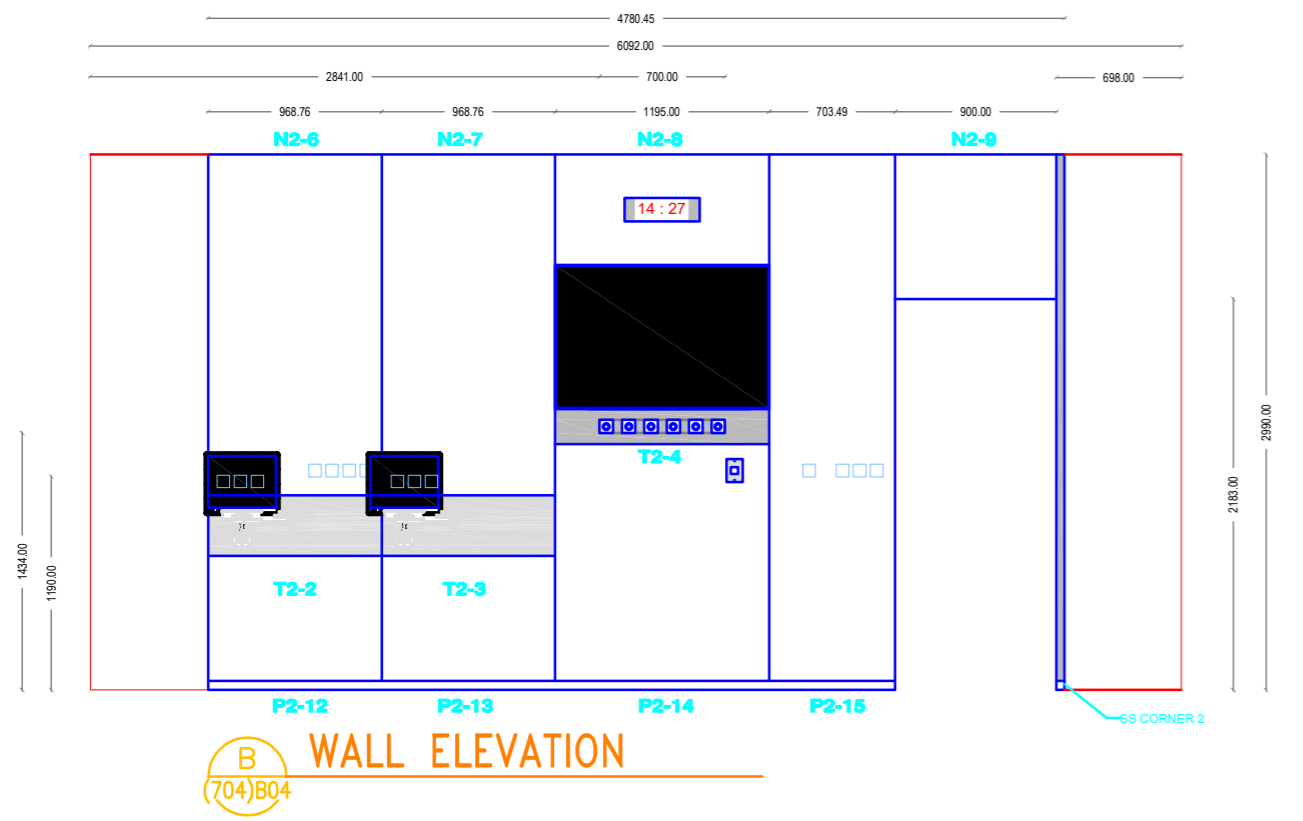 4780.45
6092.00
2841.00 700.00 698.00
968.76 968.76 1195.00 703.49 900.00
N2-6 N2-7 N2-8 N2-9
14 : 27
T2-4
2990.00
2183.00
1434.00
1190.00
T2-2 T2-3
P2-12 P2-13 P2-14 P2-15
SS CORNER 2
B WALL ELEVATION
(704)B04